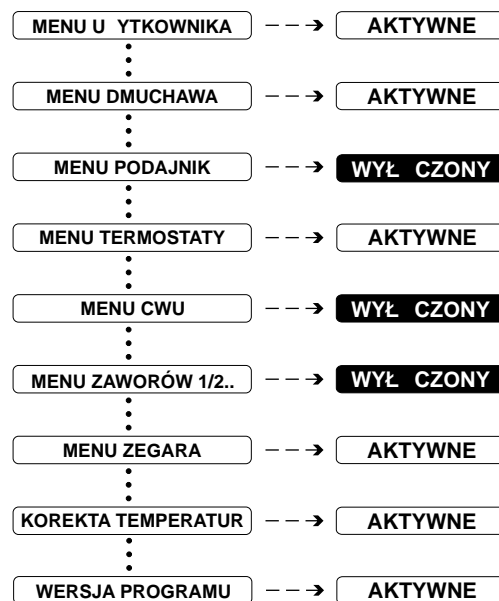 MENU U YTKOWNIKA AKTYWNE
MENU DMUCHAWA AKTYWNE
MENU PODAJNIK WYŁ CZONY
MENU TERMOSTATY AKTYWNE
MENU CWU WYŁ CZONY
MENU ZAWORÓW 1/2.. WYŁ CZONY
MENU ZEGARA AKTYWNE
KOREKTA TEMPERATUR AKTYWNE
WERSJA PROGRAMU AKTYWNE